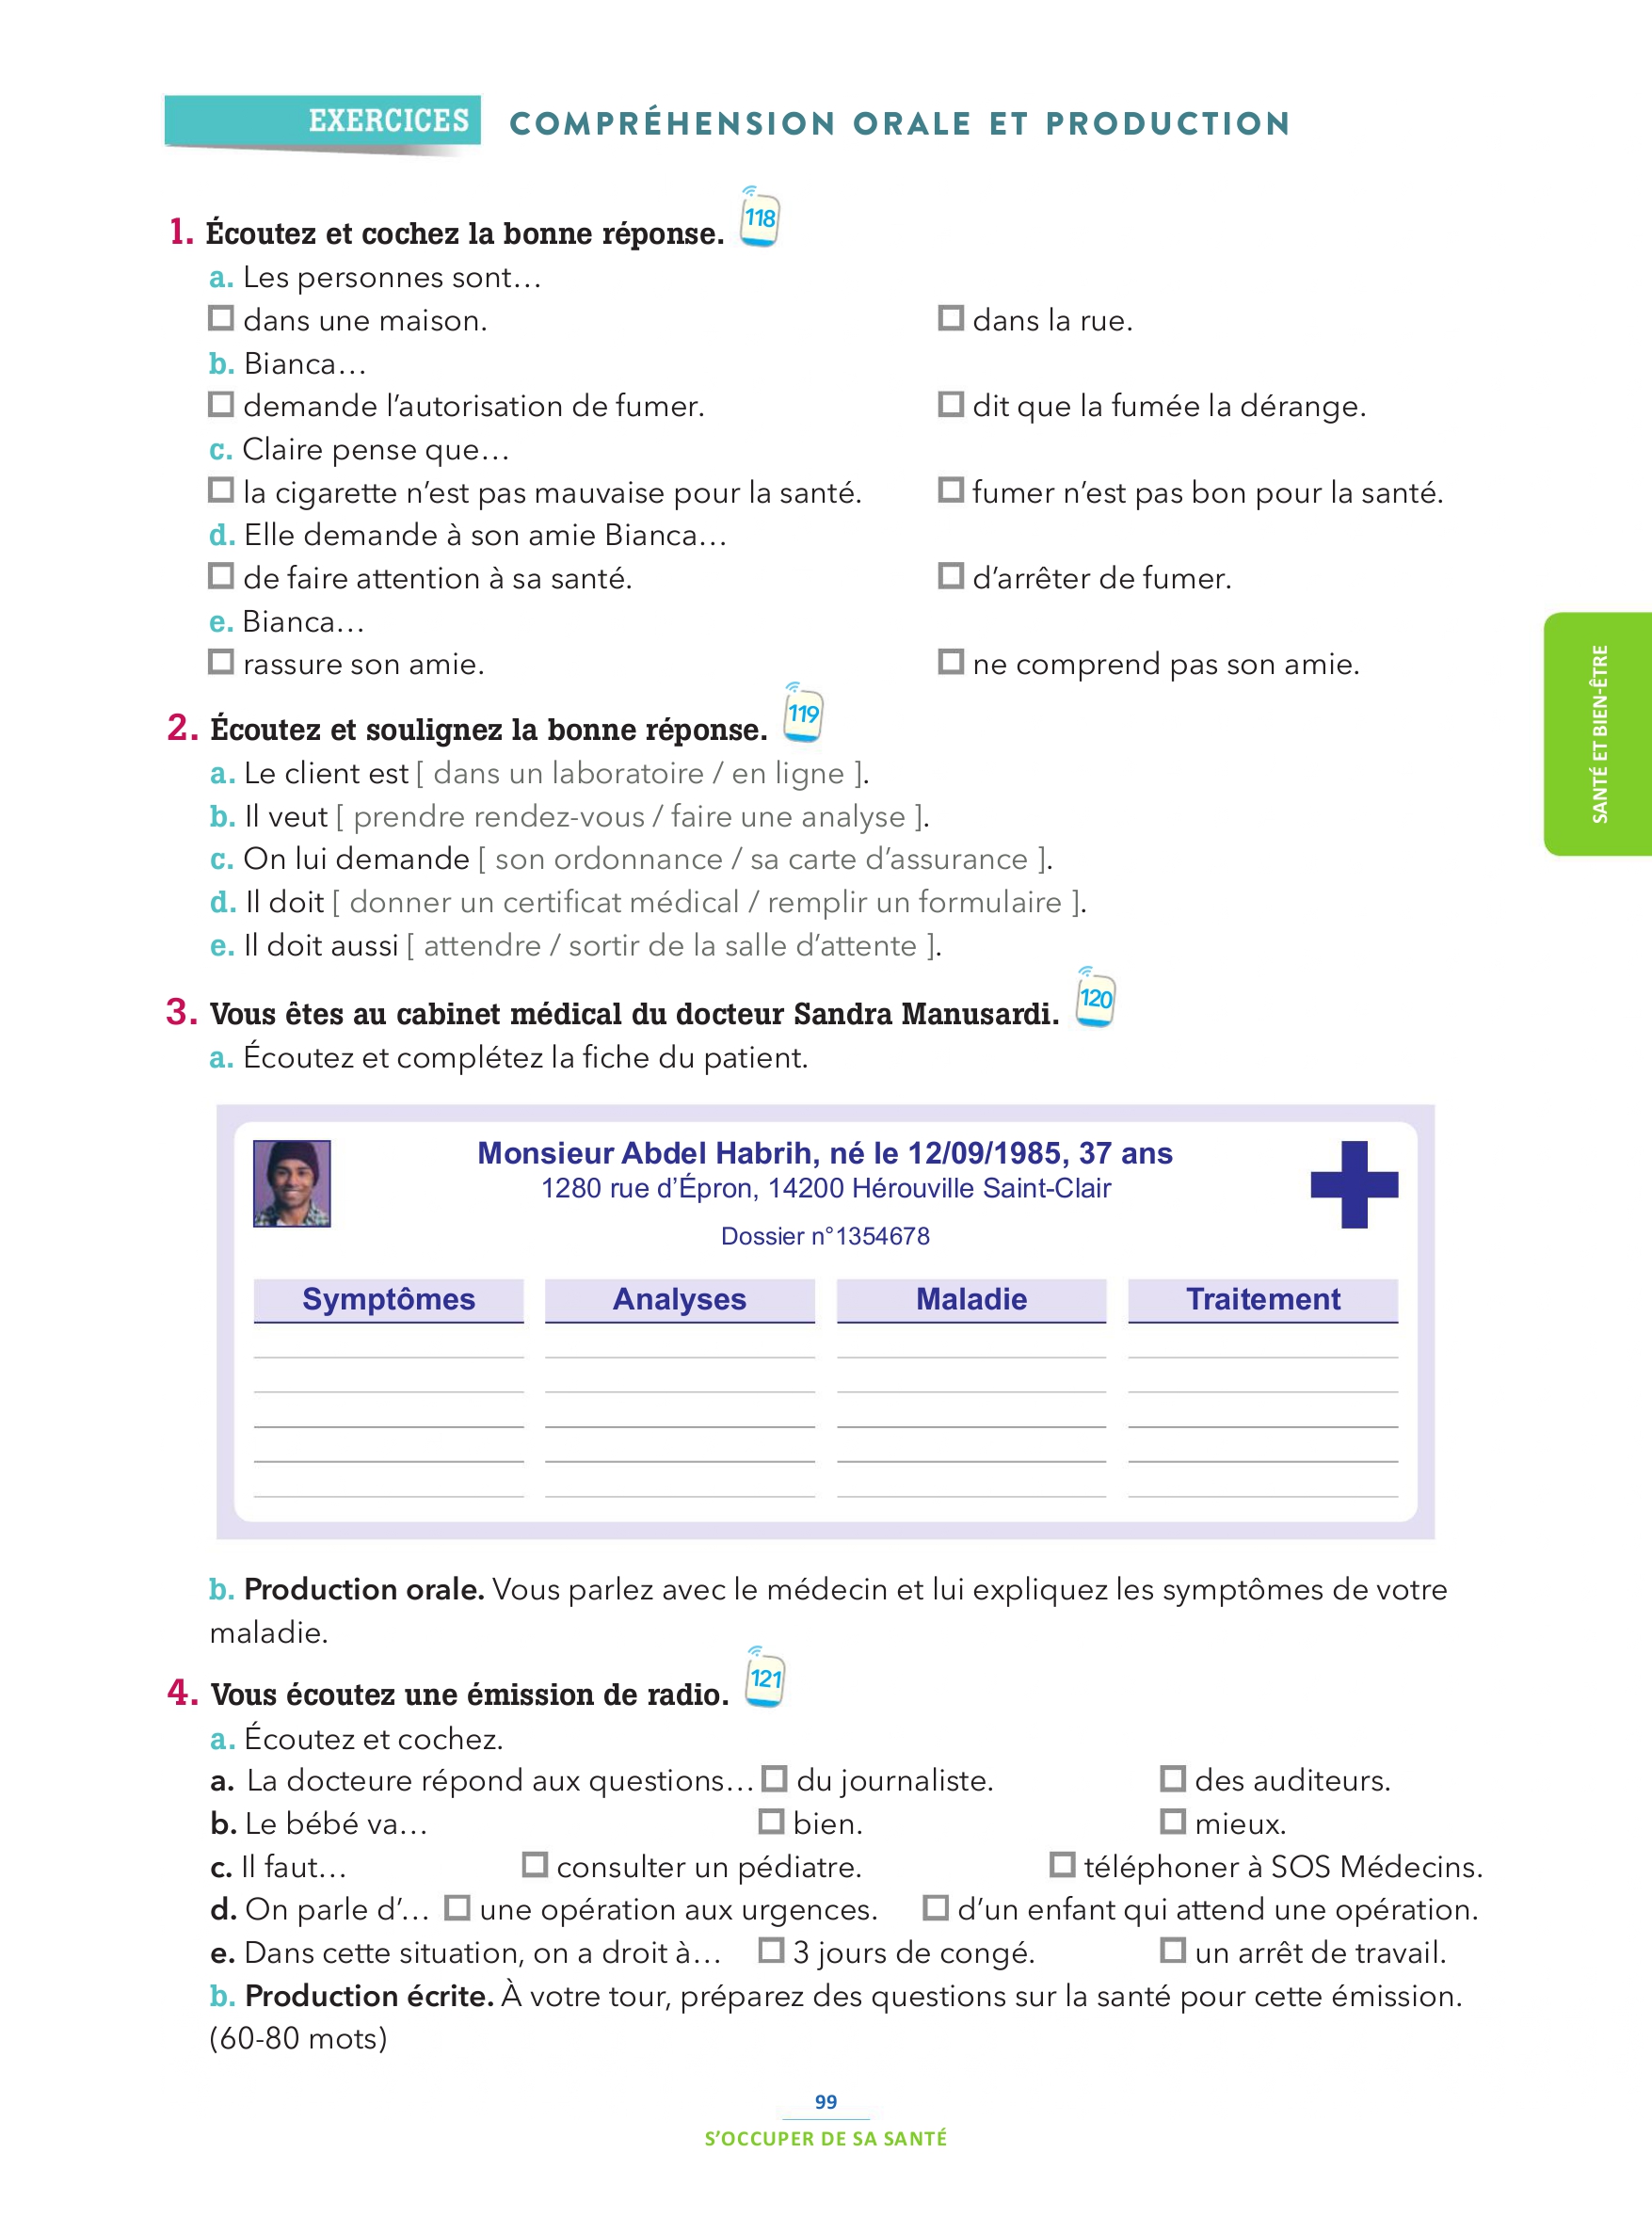 EXERCICES COMPRÉHENSION ORALE ET PRODUCTION
1. Écoutez et cochez la bonne réponse. 118
a. Les personnes sont…
☐ dans une maison. ☐ dans la rue.
b. Bianca…
☐ demande l’autorisation de fumer. ☐ dit que la fumée la dérange.
c. Claire pense que…
☐ la cigarette n’est pas mauvaise pour la santé. ☐ fumer n’est pas bon pour la santé.
d. Elle demande à son amie Bianca…
☐ de faire attention à sa santé. ☐ d’arrêter de fumer.
e. Bianca…
☐ rassure son amie. ☐ ne comprend pas son amie.
SANTÉ ET BIEN-ÊTRE
2. Écoutez et soulignez la bonne réponse. 119
a. Le client est [ dans un laboratoire / en ligne ].
b. Il veut [ prendre rendez-vous / faire une analyse ].
c. On lui demande [ son ordonnance / sa carte d’assurance ].
d. Il doit [ donner un certificat médical / remplir un formulaire ].
e. Il doit aussi [ attendre / sortir de la salle d’attente ].
3. Vous êtes au cabinet médical du docteur Sandra Manusardi. 120
a. Écoutez et complétez la fiche du patient.
Monsieur Abdel Habrih, né le 12/09/1985, 37 ans
1280 rue d’Épron, 14200 Hérouville Saint-Clair
Dossier n°1354678
Symptômes Analyses Maladie Traitement
b. Production orale. Vous parlez avec le médecin et lui expliquez les symptômes de votre
maladie.
4. Vous écoutez une émission de radio. 121
a. Écoutez et cochez.
a. La docteure répond aux questions… ☐ du journaliste. ☐ des auditeurs.
b. Le bébé va… ☐ bien. ☐ mieux.
c. Il faut… ☐ consulter un pédiatre. ☐ téléphoner à SOS Médecins.
d. On parle d’… ☐ une opération aux urgences. ☐ d’un enfant qui attend une opération.
e. Dans cette situation, on a droit à… ☐ 3 jours de congé. ☐ un arrêt de travail.
b. Production écrite. À votre tour, préparez des questions sur la santé pour cette émission.
(60-80 mots)
99
S’OCCUPER DE SA SANTÉ